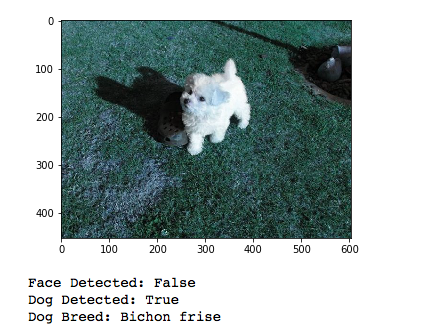 0
100
200
300
400
0 100 200 300 400 500 600
Face Detected: False
Dog Detected: True
Dog Breed: Bichon frise